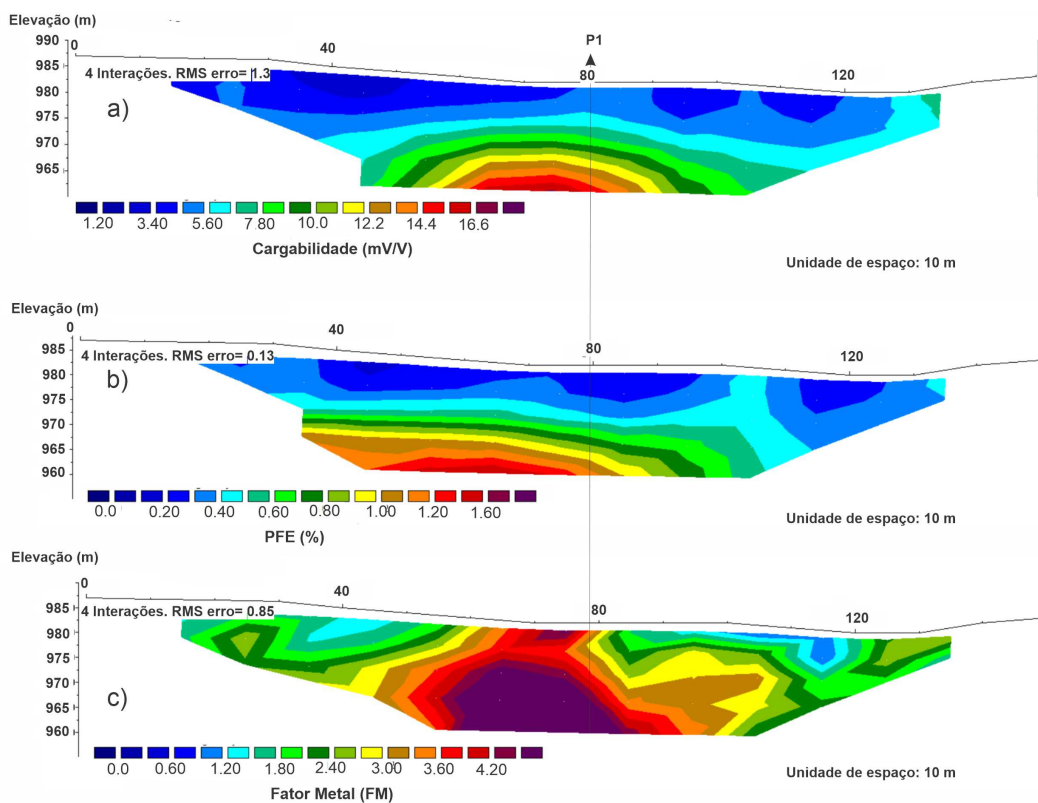 Elevação (m)
0
40
P1
80
120
990
985
980
975
965
4 Interações. RMS erro= 1.3
a)
1.20 3.40 5.60 7.80 10.0 12.2 14.4 16.6
Cargabilidade (mV/V)
Unidade de espaço: 10 m
Elevação (m)
0
40
80
120
985
980
975
970
965
960
4 Interações. RMS erro= 0.13
b)
0.0 0.20 0.40 0.60 0.80 1.00 1.20 1.60
PFE (%)
Unidade de espaço: 10 m
Elevação (m)
0
40
80
120
985
980
975
970
965
960
4 Interações. RMS erro= 0.85
c)
0.0 0.60 1.20 1.80 2.40 3.00 3.60 4.20
Fator Metal (FM)
Unidade de espaço: 10 m